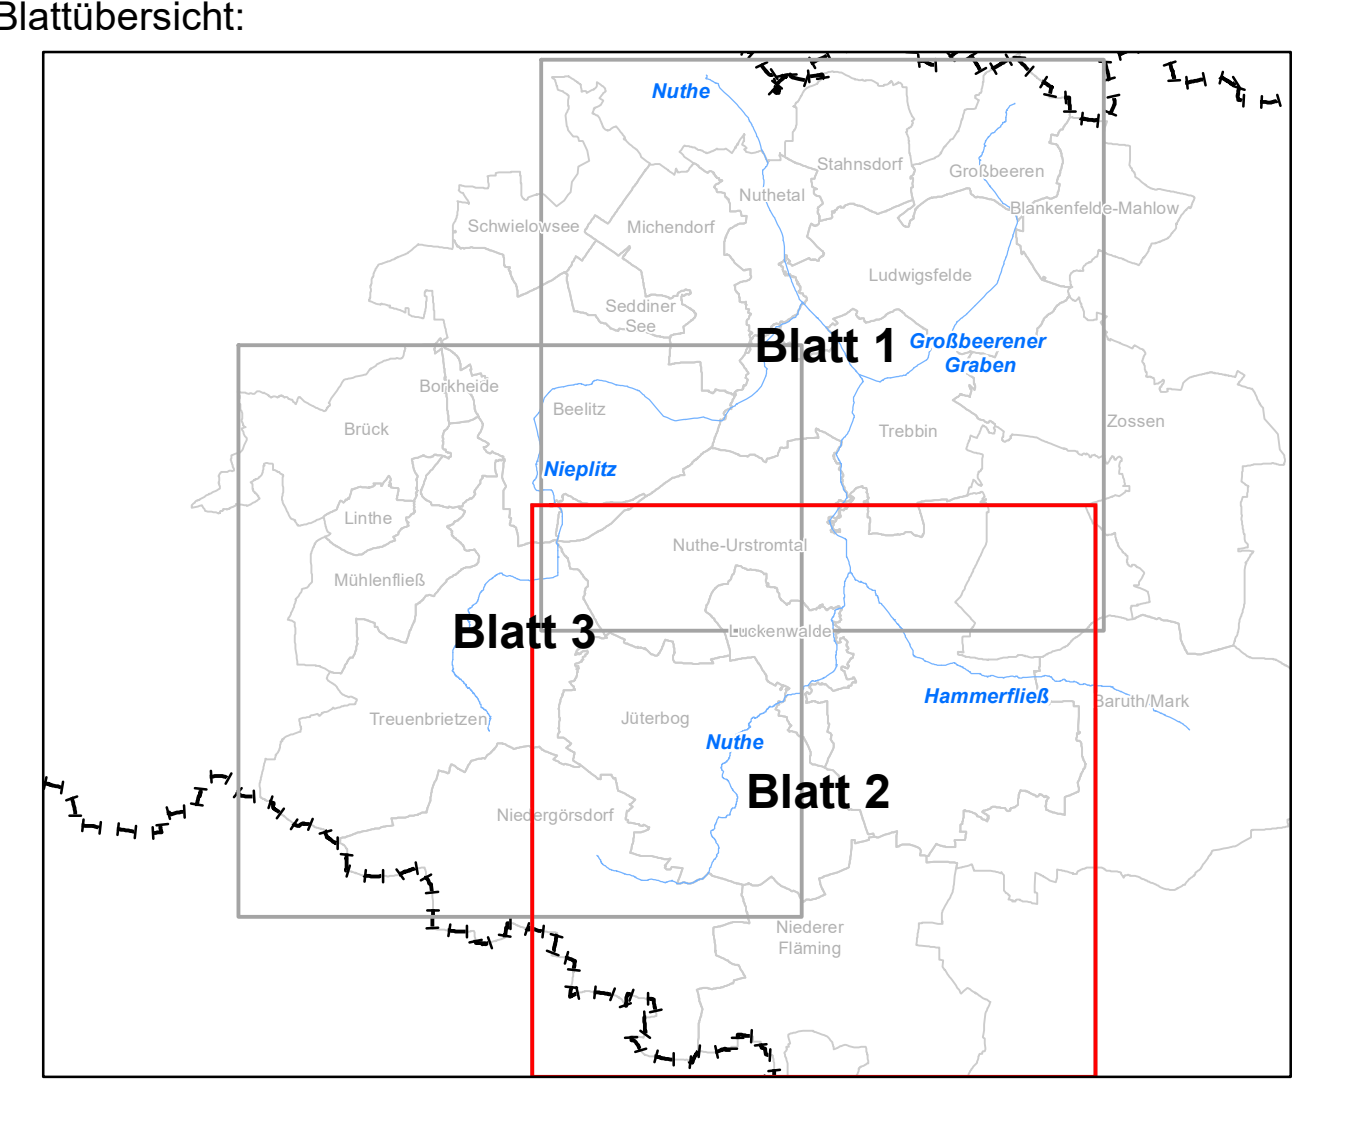 Blattübersicht:
Nuthe
Stahnsdorf
Großbeeren
Nuthetal
Blankenfelde-Mahlow
Schwielowsee
Michendorf
Ludwigsfelde
Seddiner
See
Blatt 1
Großbeerener
Graben
Borkheide
Beelitz
Brück
Trebbin
Zossen
Nieplitz
Linthe
Nuthe-Urstromtal
Mühlenfließ
Blatt 3
Luckenwalde
Hammerfließ
Baruth/Mark
Treuenbrietzen
Jüterbog
Nuthe
Blatt 2
Niedergörsdorf
Niederer
Fläming